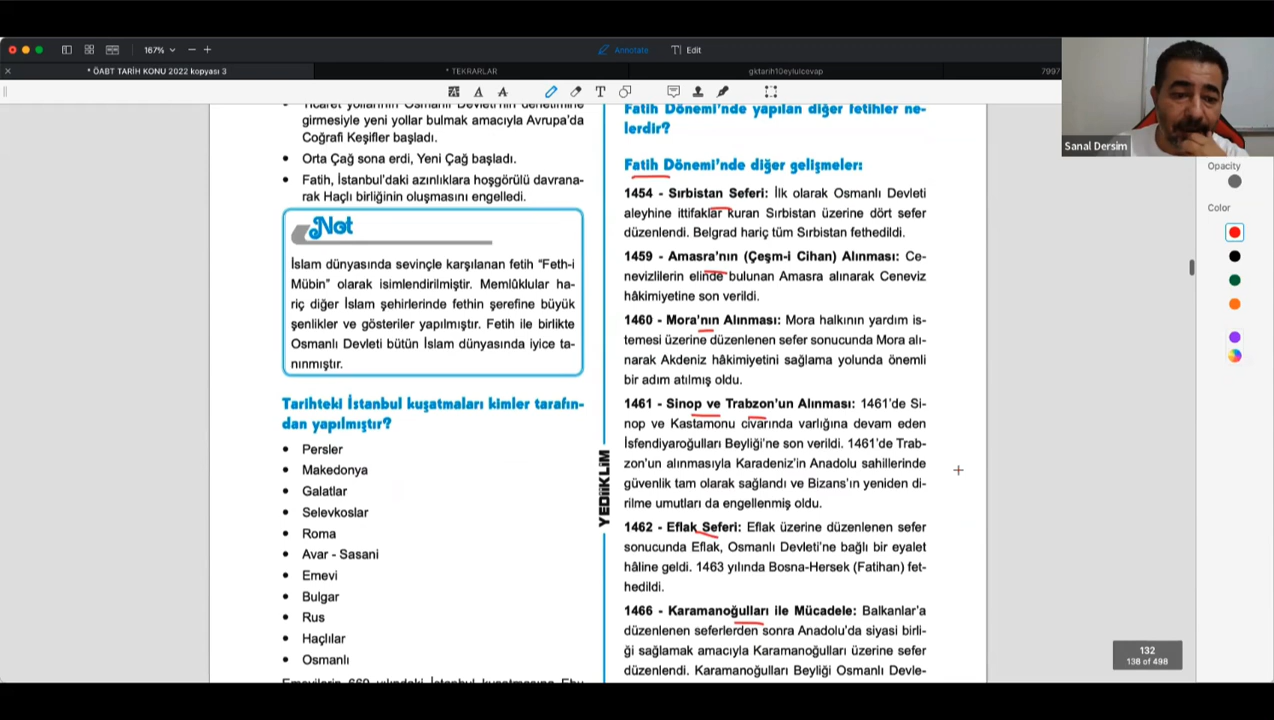 167%
Annotate
Edit
* ÖABT TARİH KONU 2022 kopyası 3
* TEKRARLAR
gktarih10eylulcevap
7997
Sanal Dersim
Opacity
Color
Ticaret yollarının Osmanlı Devleti'nin denetimine
girmesiyle yeni yollar bulmak amacıyla Avrupa'da
Coğrafi Keşifler başladı.
• Orta Çağ sona erdi, Yeni Çağ başladı.
• Fatih, İstanbul'daki azınlıklara hoşgörülü davrana-
rak Haçlı birliğinin oluşmasını engelledi.
Not
İslam dünyasında sevinçle karşılanan fetih "Feth-i
Mübin" olarak isimlendirilmiştir. Memlûklular ha-
riç diğer İslam şehirlerinde fethin şerefine büyük
şenlikler ve gösteriler yapılmıştır. Fetih ile birlikte
Osmanlı Devleti bütün İslam dünyasında iyice ta-
nınmıştır.
Tarihteki İstanbul kuşatmaları kimler tarafın-
dan yapılmıştır?
• Persler
• Makedonya
• Galatlar
• Selevkoslar
• Roma
• Avar - Sasani
• Emevi
• Bulgar
• Rus
• Haçlılar
• Osmanlı
Emevilerin 669 yılındaki İstanbul kuşatmasına Ebu
YEDİİKLİM
Fatih Dönemi'nde yapılan diğer fetihler ne-
lerdir?
Fatih Dönemi'nde diğer gelişmeler:
1454 - Sırbistan Seferi: İlk olarak Osmanlı Devleti
aleyhine ittifaklar kuran Sırbistan üzerine dört sefer
düzenlendi. Belgrad hariç tüm Sırbistan fethedildi.
1459 - Amasra'nın (Çeşm-i Cihan) Alınması: Ce-
nevizlilerin elinde bulunan Amasra alınarak Ceneviz
hâkimiyetine son verildi.
1460 - Mora'nın Alınması: Mora halkının yardım is-
temesi üzerine düzenlenen sefer sonucunda Mora alı-
narak Akdeniz hâkimiyetini sağlama yolunda önemli
bir adım atılmış oldu.
1461 - Sinop ve Trabzon'un Alınması: 1461'de Si-
nop ve Kastamonu civarında varlığına devam eden
İsfendiyaroğulları Beyliği'ne son verildi. 1461'de Trab-
zon'un alınmasıyla Karadeniz'in Anadolu sahillerinde
güvenlik tam olarak sağlandı ve Bizans'ın yeniden di-
rilme umutları da engellenmiş oldu.
1462 - Eflak Seferi: Eflak üzerine düzenlenen sefer
sonucunda Eflak, Osmanlı Devleti'ne bağlı bir eyalet
hâline geldi. 1463 yılında Bosna-Hersek (Fatihan) fet-
hedildi.
1466 - Karamanoğulları ile Mücadele: Balkanlar'a
düzenlenen seferlerden sonra Anadolu'da siyasi birli-
ği sağlamak amacıyla Karamanoğulları üzerine sefer
düzenlendi. Karamanoğulları Beyliği Osmanlı Devle-
132
138 of 498